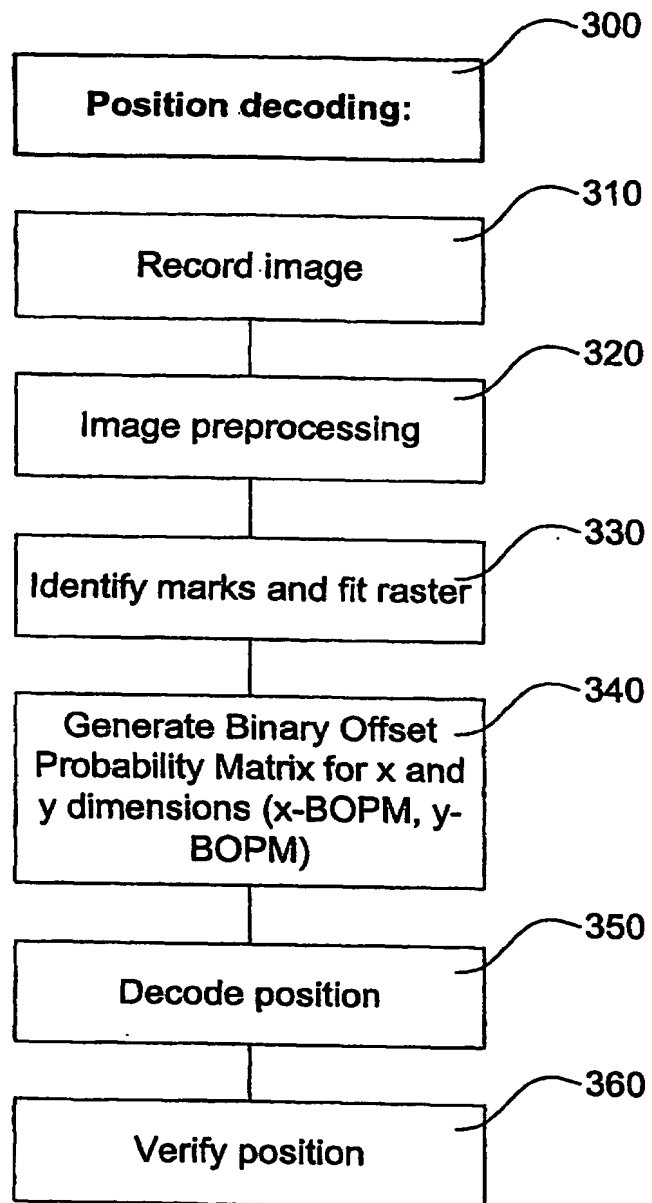 300
Position decoding:
310
Record image
320
Image preprocessing
330
Identify marks and fit raster
340
Generate Binary Offset
Probability Matrix for x and
y dimensions (x-BOPM, y-
BOPM)
350
Decode position
360
Verify position